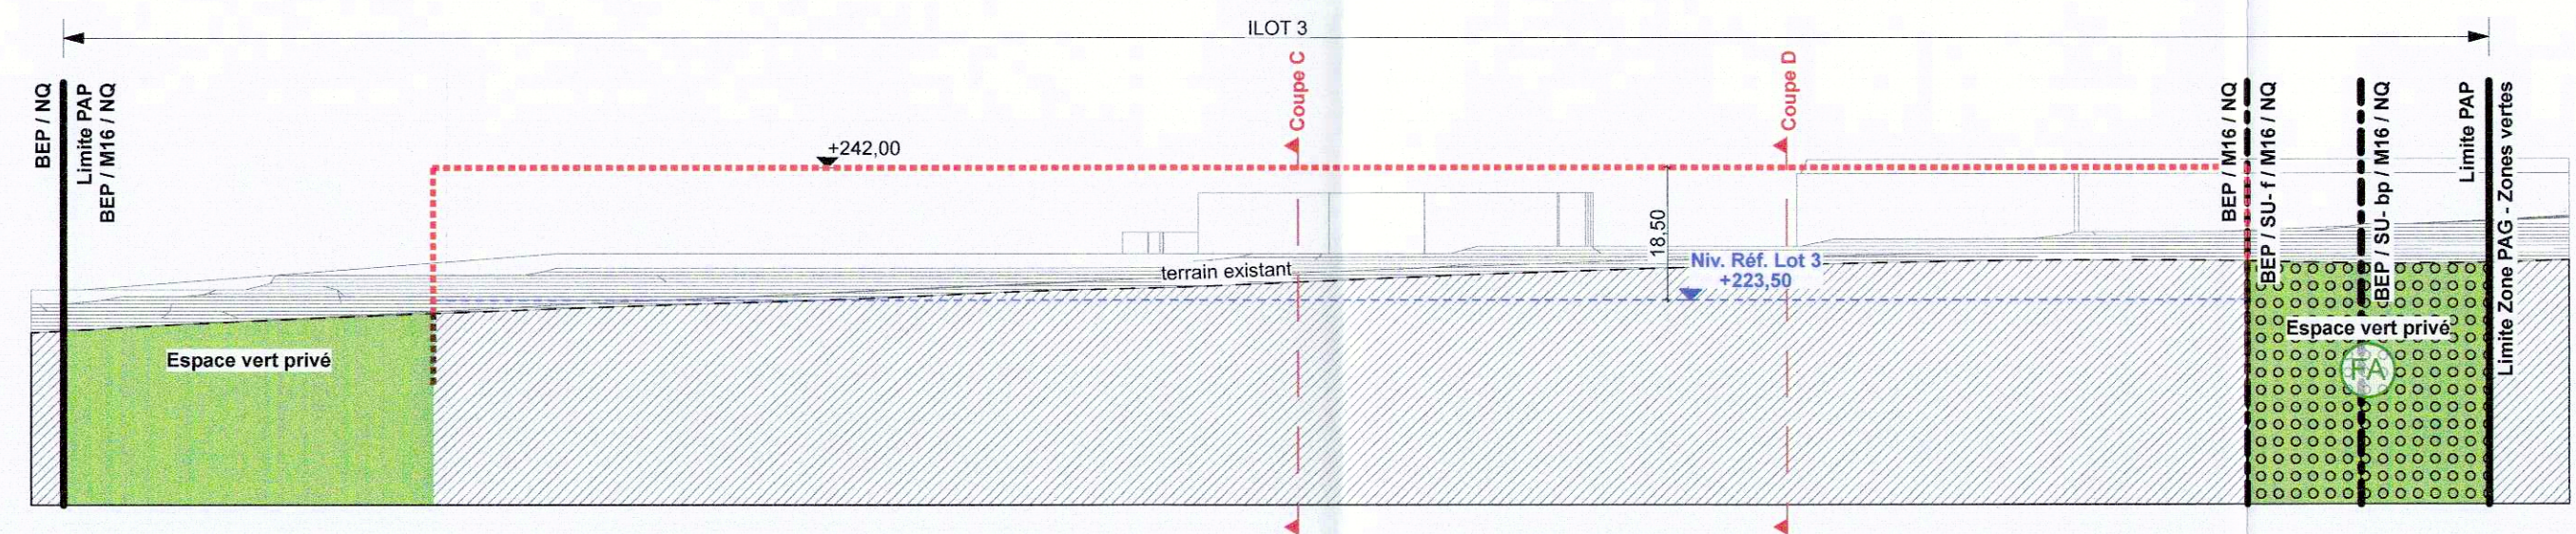 ILOT 3
BEP / NQ
Limite PAP
BEP / M16 / NQ
+242,00
Coupe C
Coupe D
terrain existant
18,50
Niv. Réf. Lot 3
+223,50
BEP / M16 / NQ
BEP / SU- f / M16 / NQ
BEP / SU- bp / M16 / NQ
Limite PAP
Limite Zone PAG - Zones vertes
Espace vert privé
Espace vert privé
FA